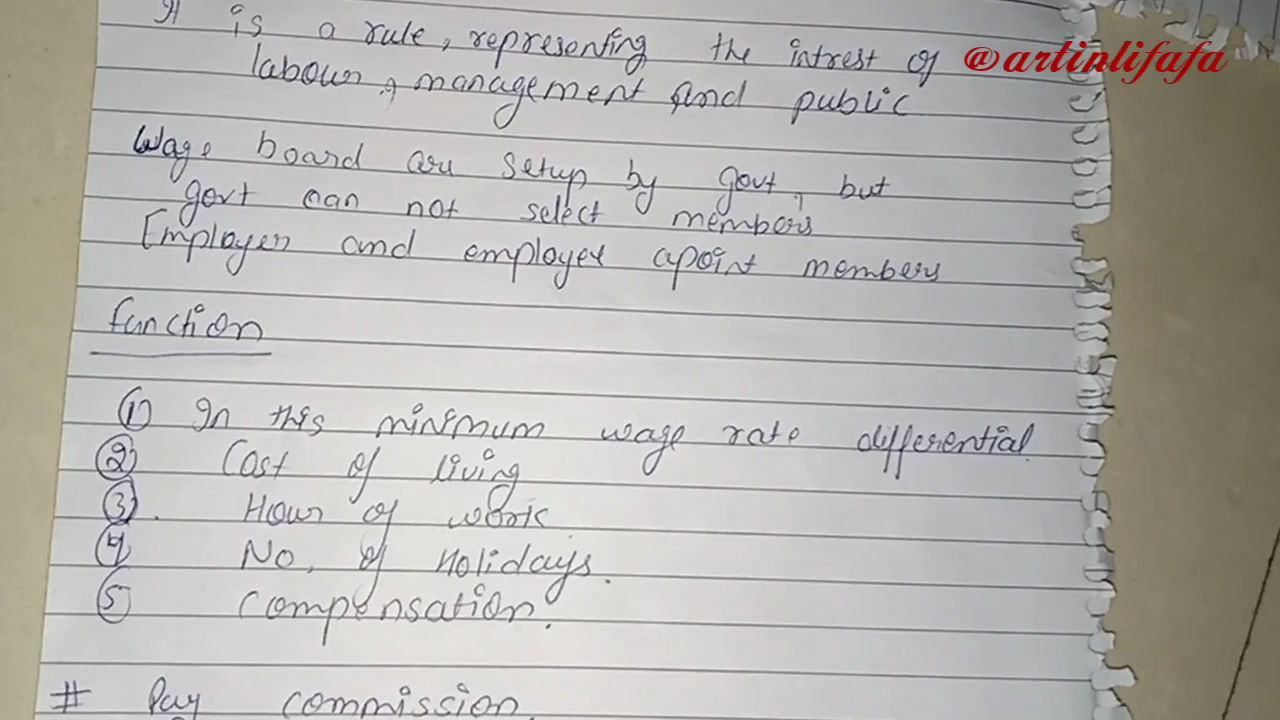 It is a rule, representing the intrest of
@artinlifafa
labour, management and public
Wage board are setup by govt, but
govt can not select members
Employer and employee apoint members
function
① In this minimum wage rate differential
② Cost of living
③. Hour of work
④ No. of Holidays.
⑤ Compensation.
# Pay commission